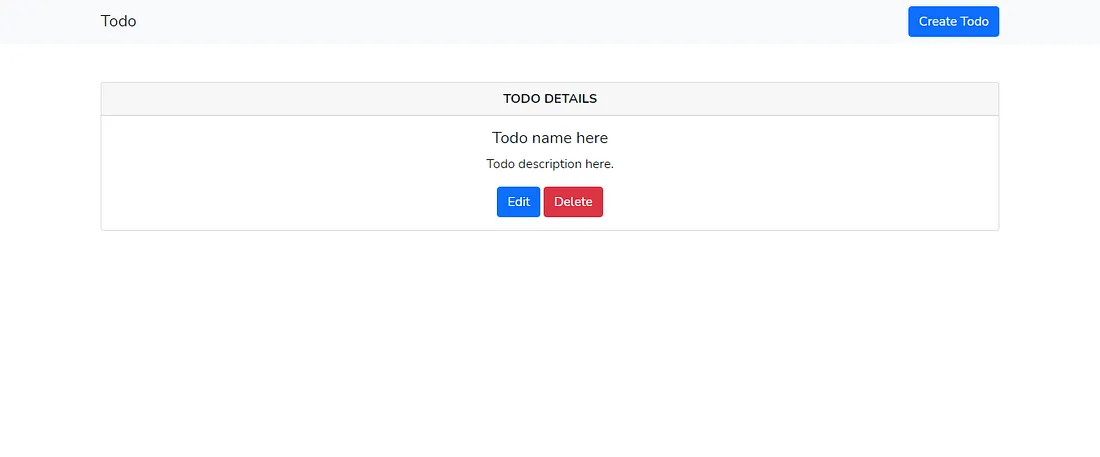 Todo
Create Todo
TODO DETAILS
Todo name here
Todo description here.
Edit Delete